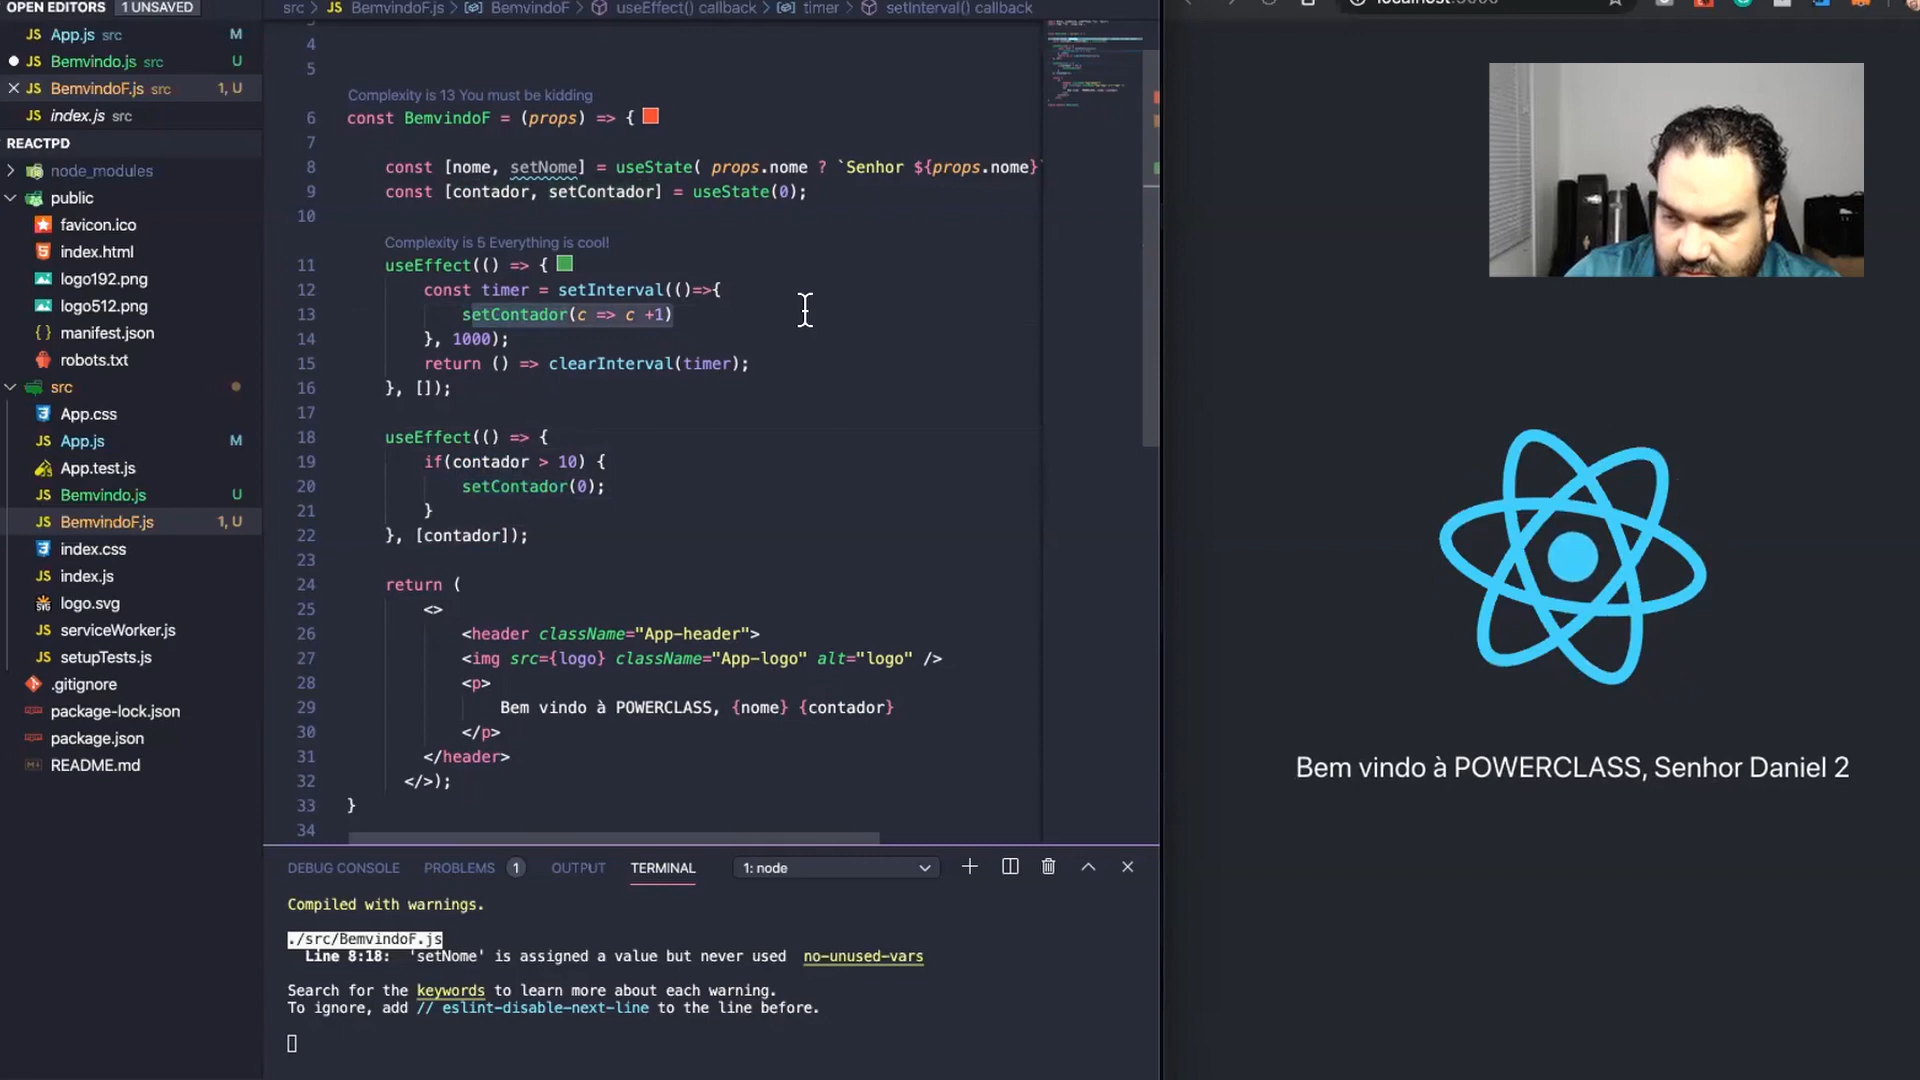 OPEN EDITORS 1 UNSAVED
JS App.js src M
JS Bemvindo.js src U
JS BemvindoF.js src 1, U
JS index.js src
REACTPD
node_modules
public
favicon.ico
index.html
logo192.png
logo512.png
manifest.json
robots.txt
src
App.css
JS App.js M
App.test.js
JS Bemvindo.js U
JS BemvindoF.js 1, U
index.css
JS index.js
logo.svg
JS serviceWorker.js
JS setupTests.js
.gitignore
package-lock.json
package.json
README.md
src JS BemvindoF.js BemvindoF useEffect() callback timer setInterval() callback
4
5
Complexity is 13 You must be kidding
6 const BemvindoF = (props) => {
7
8 const [nome, setNome] = useState( props.nome ? `Senhor ${props.nome}`
9 const [contador, setContador] = useState(0);
10
Complexity is 5 Everything is cool!
11 useEffect(() => {
12 const timer = setInterval(()=>{
13 setContador(c => c +1)
14 }, 1000);
15 return () => clearInterval(timer);
16 }, []);
17
18 useEffect(() => {
19 if(contador > 10) {
20 setContador(0);
21 }
22 }, [contador]);
23
24 return (
25 <>
26 <header className="App-header">
27 <img src={logo} className="App-logo" alt="logo" />
28 <p>
29 Bem vindo à POWERCLASS, {nome} {contador}
30 </p>
31 </header>
32 </>);
33 }
34
DEBUG CONSOLE PROBLEMS 1 OUTPUT TERMINAL 1: node
Compiled with warnings.
./src/BemvindoF.js
Line 8:18: 'setNome' is assigned a value but never used no-unused-vars
Search for the keywords to learn more about each warning.
To ignore, add // eslint-disable-next-line to the line before.
Bem vindo à POWERCLASS, Senhor Daniel 2